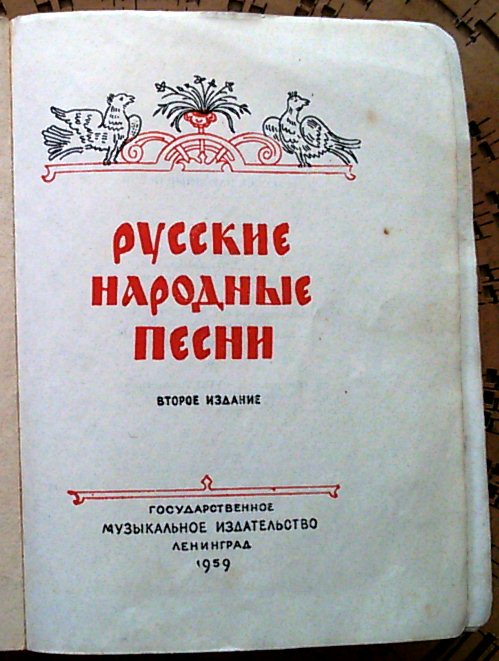 РУССКИЕ
НАРОДНЫЕ
ПЕСНИ
ВТОРОЕ ИЗДАНИЕ
ГОСУДАРСТВЕННОЕ
МУЗЫКАЛЬНОЕ ИЗДАТЕЛЬСТВО
ЛЕНИНГРАД
1959